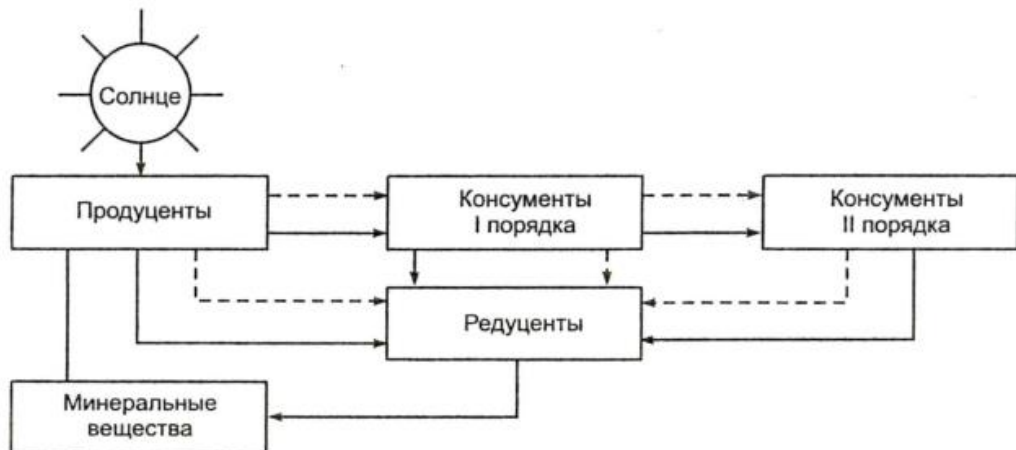 Солнце
Продуценты
Консументы
I порядка
Консументы
II порядка
Редуценты
Минеральные
вещества